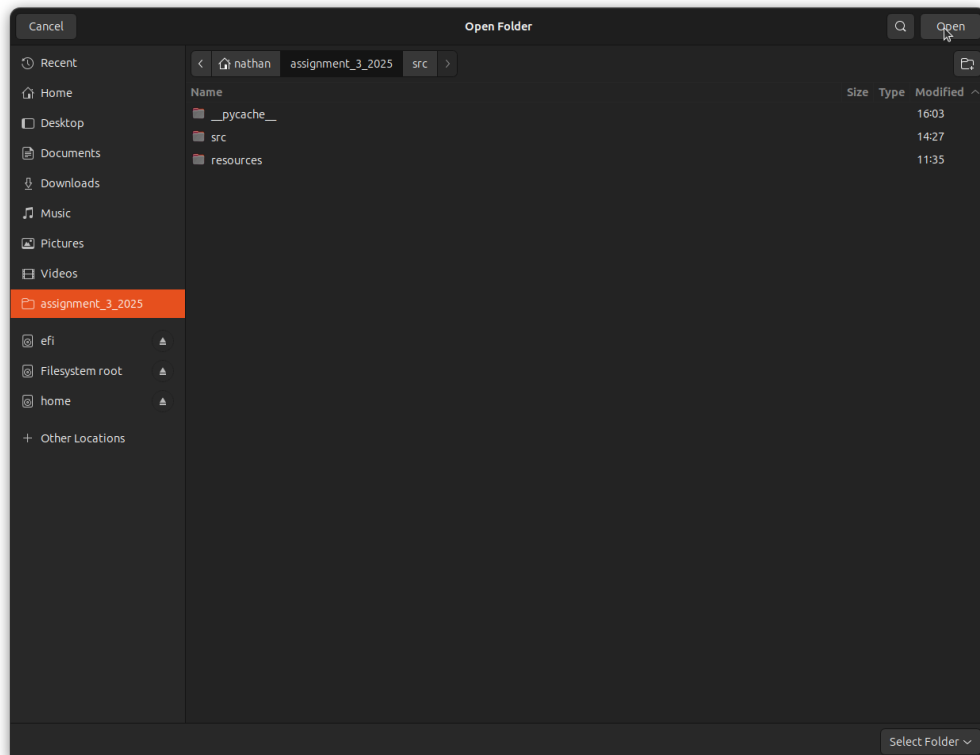 Cancel Open Folder Open
Recent
Home
Desktop
Documents
Downloads
Music
Pictures
Videos
assignment_3_2025
efi
Filesystem root
home
Other Locations
nathan assignment_3_2025 src
Name Size Type Modified
__pycache__ 16:03
src 14:27
resources 11:35
Select Folder